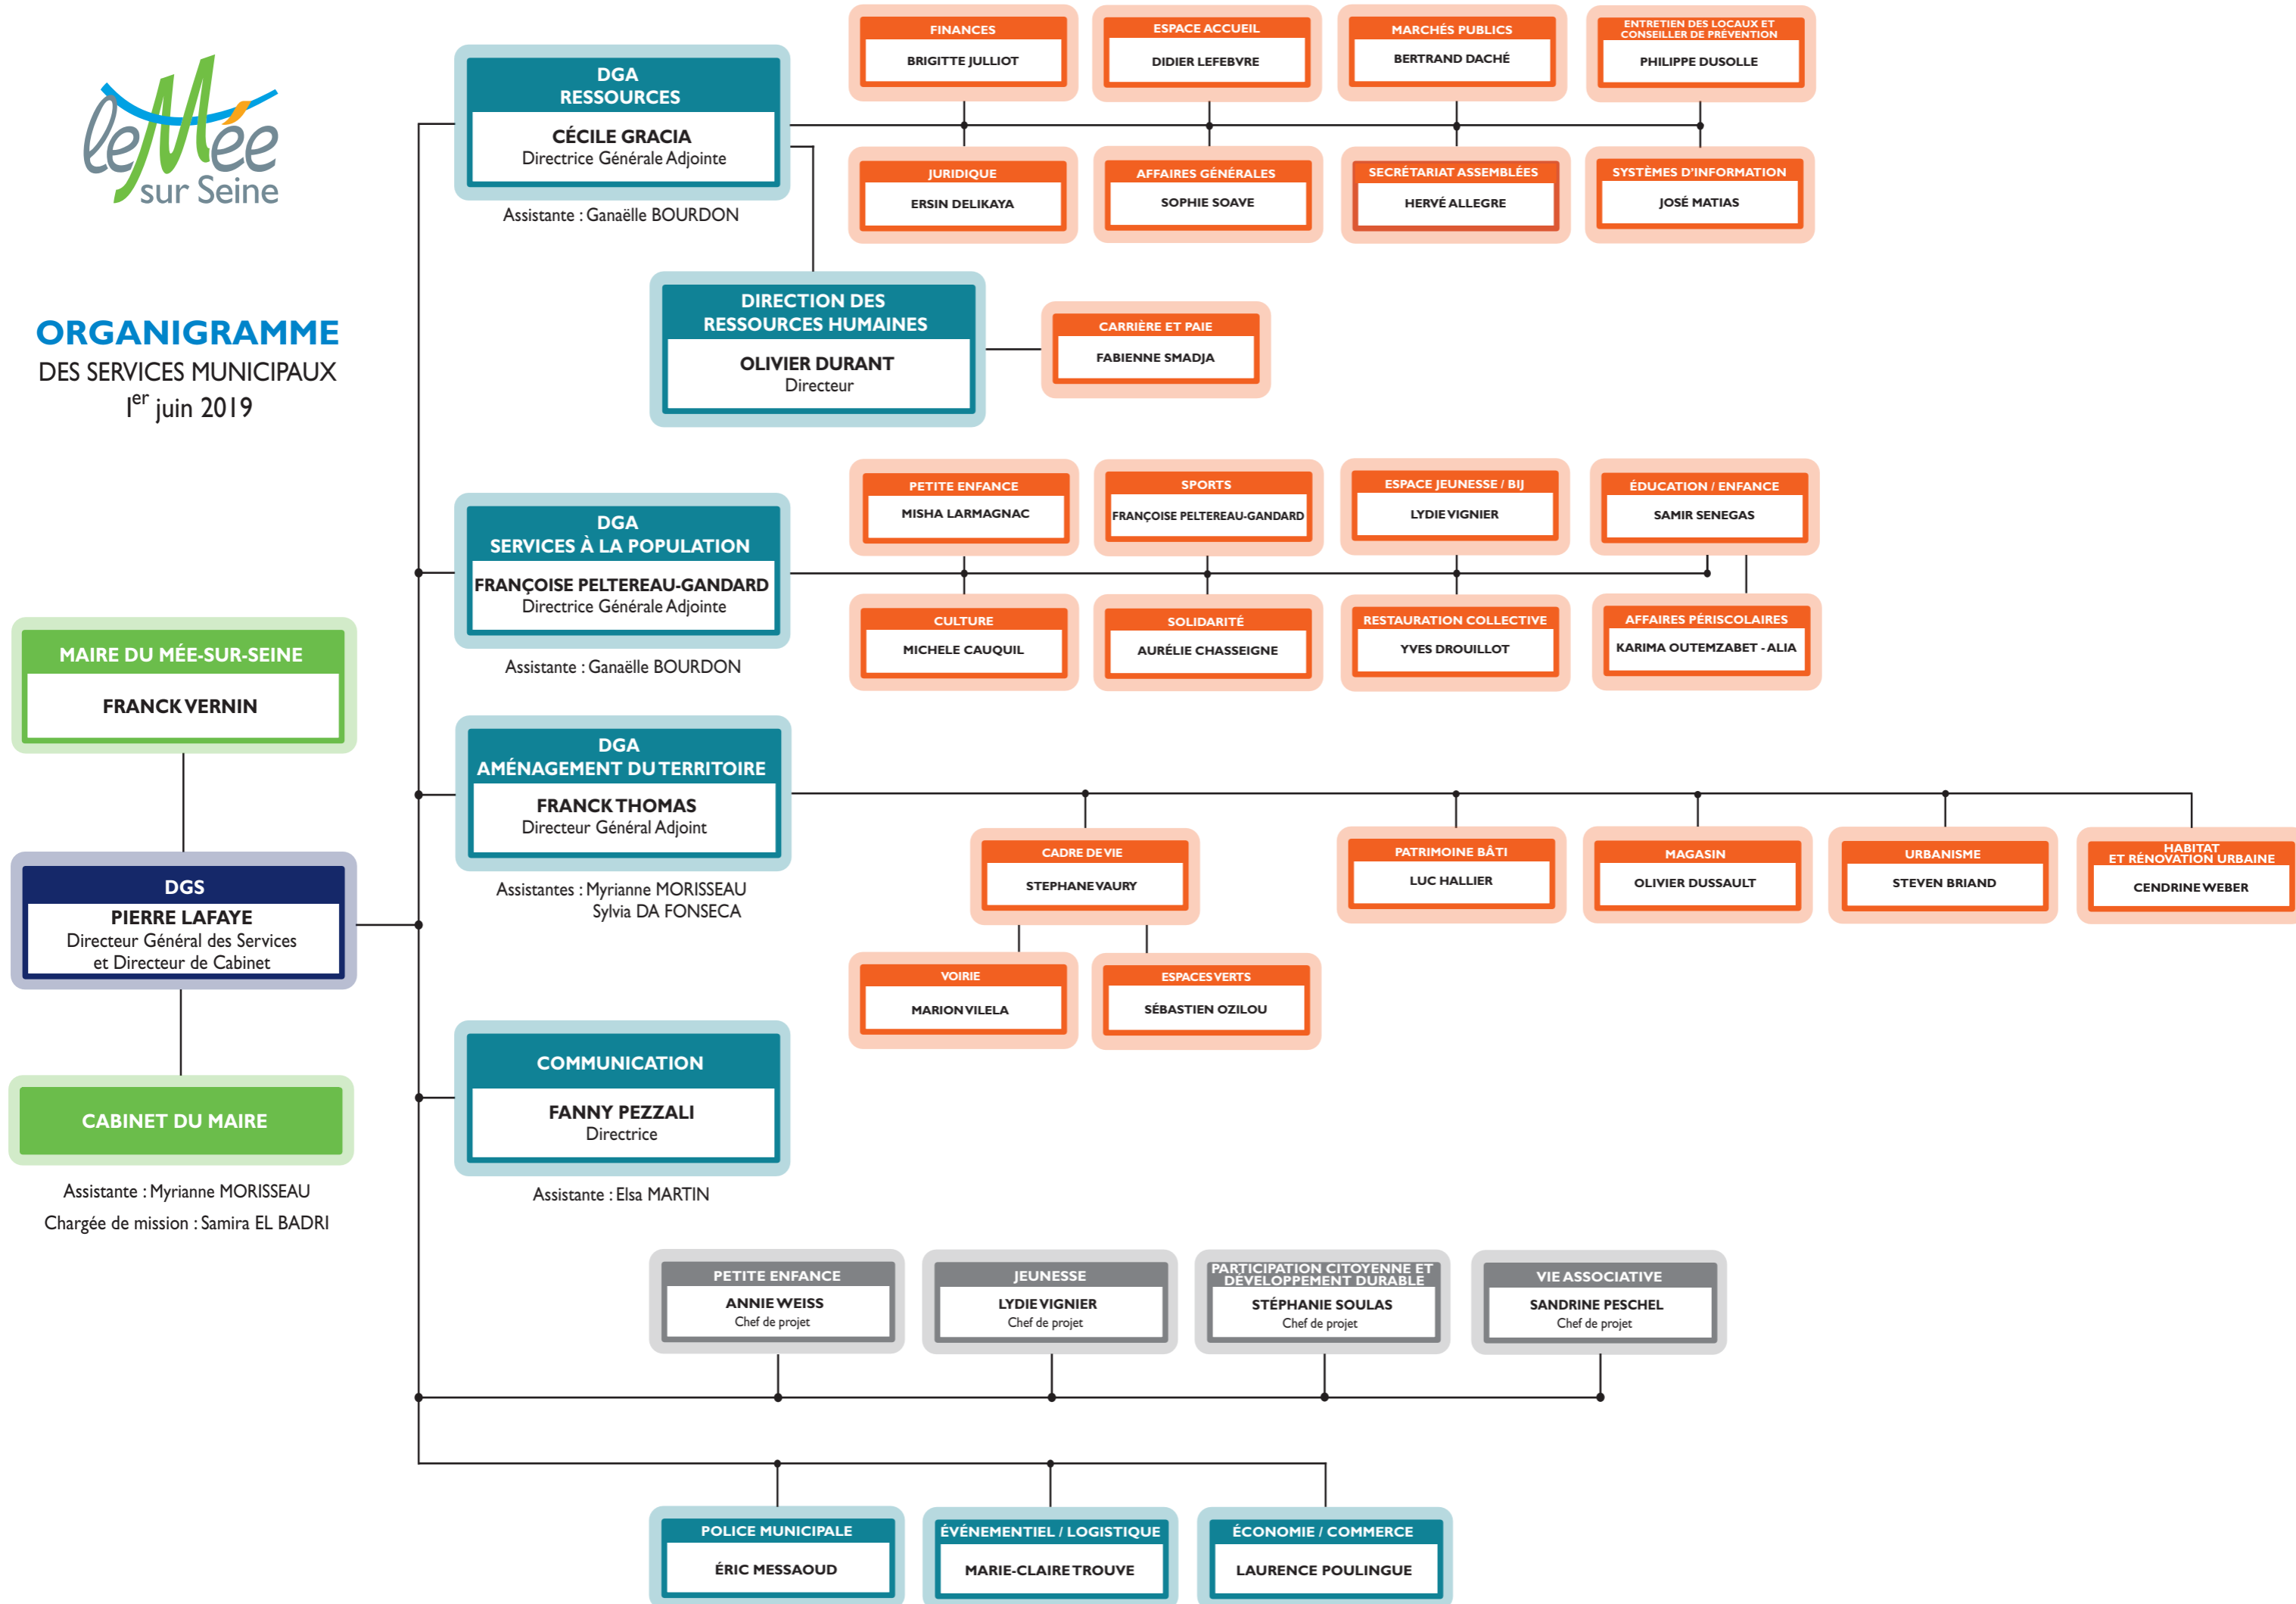 le Mée
sur Seine
ORGANIGRAMME
DES SERVICES MUNICIPAUX
1er juin 2019
MAIRE DU MÉE-SUR-SEINE
FRANCK VERNIN
DGS
PIERRE LAFAYE
Directeur Général des Services
et Directeur de Cabinet
CABINET DU MAIRE
Assistante : Myrianne MORISSEAU
Chargée de mission : Samira EL BADRI
DGA
RESSOURCES
CÉCILE GRACIA
Directrice Générale Adjointe
Assistante : Ganaëlle BOURDON
FINANCES
BRIGITTE JULLIOT
ESPACE ACCUEIL
DIDIER LEFEBVRE
MARCHÉS PUBLICS
BERTRAND DACHÉ
ENTRETIEN DES LOCAUX ET
CONSEILLER DE PRÉVENTION
PHILIPPE DUSOLLE
JURIDIQUE
ERSIN DELIKAYA
AFFAIRES GÉNÉRALES
SOPHIE SOAVE
SECRÉTARIAT ASSEMBLÉES
HERVÉ ALLEGRE
SYSTÈMES D'INFORMATION
JOSÉ MATIAS
DIRECTION DES
RESSOURCES HUMAINES
OLIVIER DURANT
Directeur
CARRIÈRE ET PAIE
FABIENNE SMADJA
DGA
SERVICES À LA POPULATION
FRANÇOISE PELTEREAU-GANDARD
Directrice Générale Adjointe
Assistante : Ganaëlle BOURDON
PETITE ENFANCE
MISHA LARMAGNAC
SPORTS
FRANÇOISE PELTEREAU-GANDARD
ESPACE JEUNESSE / BIJ
LYDIE VIGNIER
ÉDUCATION / ENFANCE
SAMIR SENEGAS
CULTURE
MICHELE CAUQUIL
SOLIDARITÉ
AURÉLIE CHASSEIGNE
RESTAURATION COLLECTIVE
YVES DROUILLOT
AFFAIRES PÉRISCOLAIRES
KARIMA OUTEMZABET - ALIA
DGA
AMÉNAGEMENT DU TERRITOIRE
FRANCK THOMAS
Directeur Général Adjoint
Assistantes : Myrianne MORISSEAU
Sylvia DA FONSECA
CADRE DE VIE
STEPHANE VAURY
PATRIMOINE BÂTI
LUC HALLIER
MAGASIN
OLIVIER DUSSAULT
URBANISME
STEVEN BRIAND
HABITAT
ET RÉNOVATION URBAINE
CENDRINE WEBER
VOIRIE
MARION VILELA
ESPACES VERTS
SÉBASTIEN OZILOU
COMMUNICATION
FANNY PEZZALI
Directrice
Assistante : Elsa MARTIN
PETITE ENFANCE
ANNIE WEISS
Chef de projet
JEUNESSE
LYDIE VIGNIER
Chef de projet
PARTICIPATION CITOYENNE ET
DÉVELOPPEMENT DURABLE
STÉPHANIE SOULAS
Chef de projet
VIE ASSOCIATIVE
SANDRINE PESCHEL
Chef de projet
POLICE MUNICIPALE
ÉRIC MESSAOUD
ÉVÉNEMENTIEL / LOGISTIQUE
MARIE-CLAIRE TROUVE
ÉCONOMIE / COMMERCE
LAURENCE POULINGUE